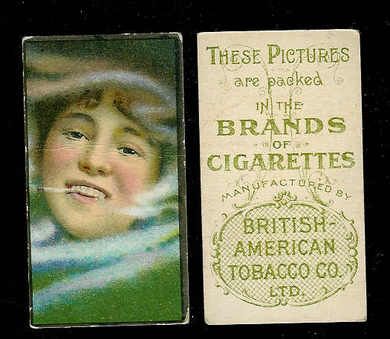 THESE PICTURES
are packed
IN THE
BRANDS
OF
CIGARETTES
MANUFACTURED BY
BRITISH-
AMERICAN
TOBACCO CO.
LTD.